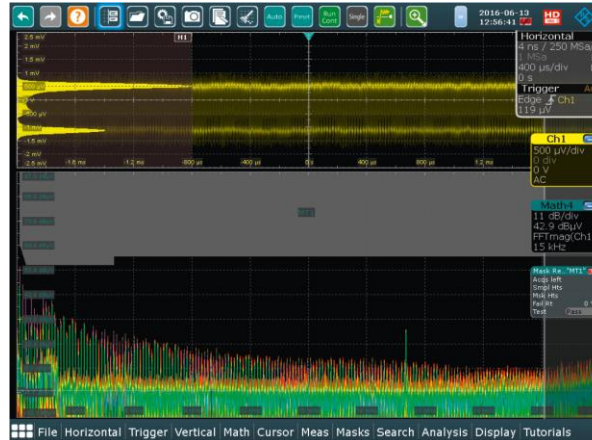 Auto Preset Run Cont Single
2016-06-13
12:56:41
HD
2.5 mV
2 mV
1.5 mV
1 mV
H1
-1.5 mV
-2 mV
-2.5 mV
-1.6 ms -1.2 ms -800 µs -400 µs 0 s 400 µs 800 µs 1.2 ms
Horizontal
4 ns / 250 MSa
1 MSa
400 µs/div
0 s
Trigger
Edge Ch1
119 µV
Ch1
500 µV/div
0 div
0 V
AC
Math4
11 dB/div
42.9 dBµV
FFTmag(Ch1
15 kHz
MT1
Mask Re..."MT1"
Acqs left
Smpl Hts
Msk Hts
Fail Rt 0
Test Pass
File Horizontal Trigger Vertical Math Cursor Meas Masks Search Analysis Display Tutorials